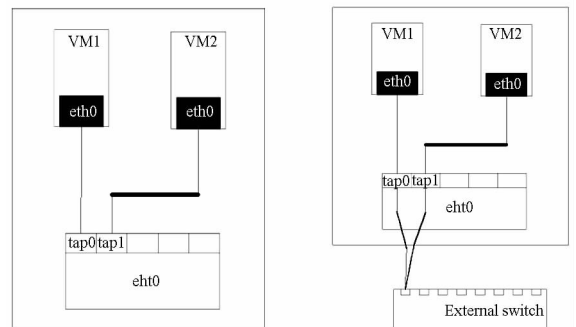 VM1 VM2
eth0 eth0
tap0 tap1
eht0
VM1 VM2
eth0 eth0
tap0 tap1
eht0
External switch